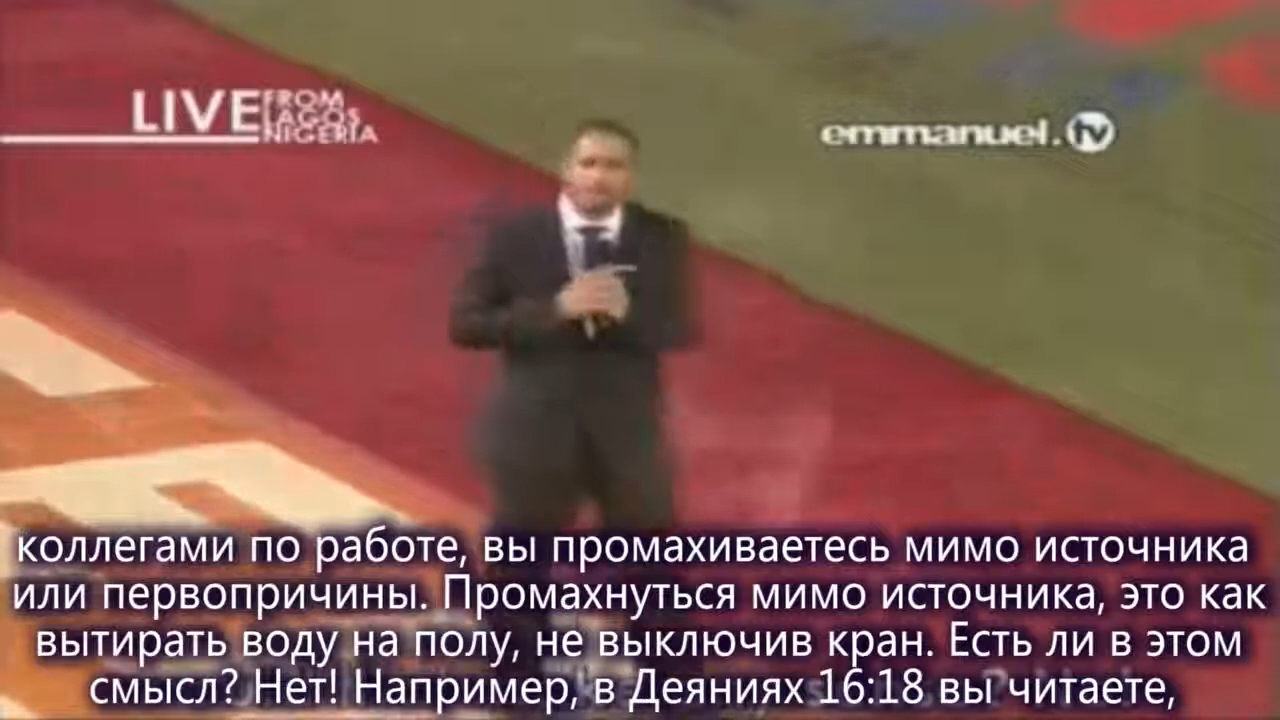 LIVE FROM
LAGOS
NIGERIA
emmanuel.tv
коллегами по работе, вы промахиваетесь мимо источника
или первопричины. Промахнуться мимо источника, это как
вытирать воду на полу, не выключив кран. Есть ли в этом
смысл? Нет! Например, в Деяниях 16:18 вы читаете,